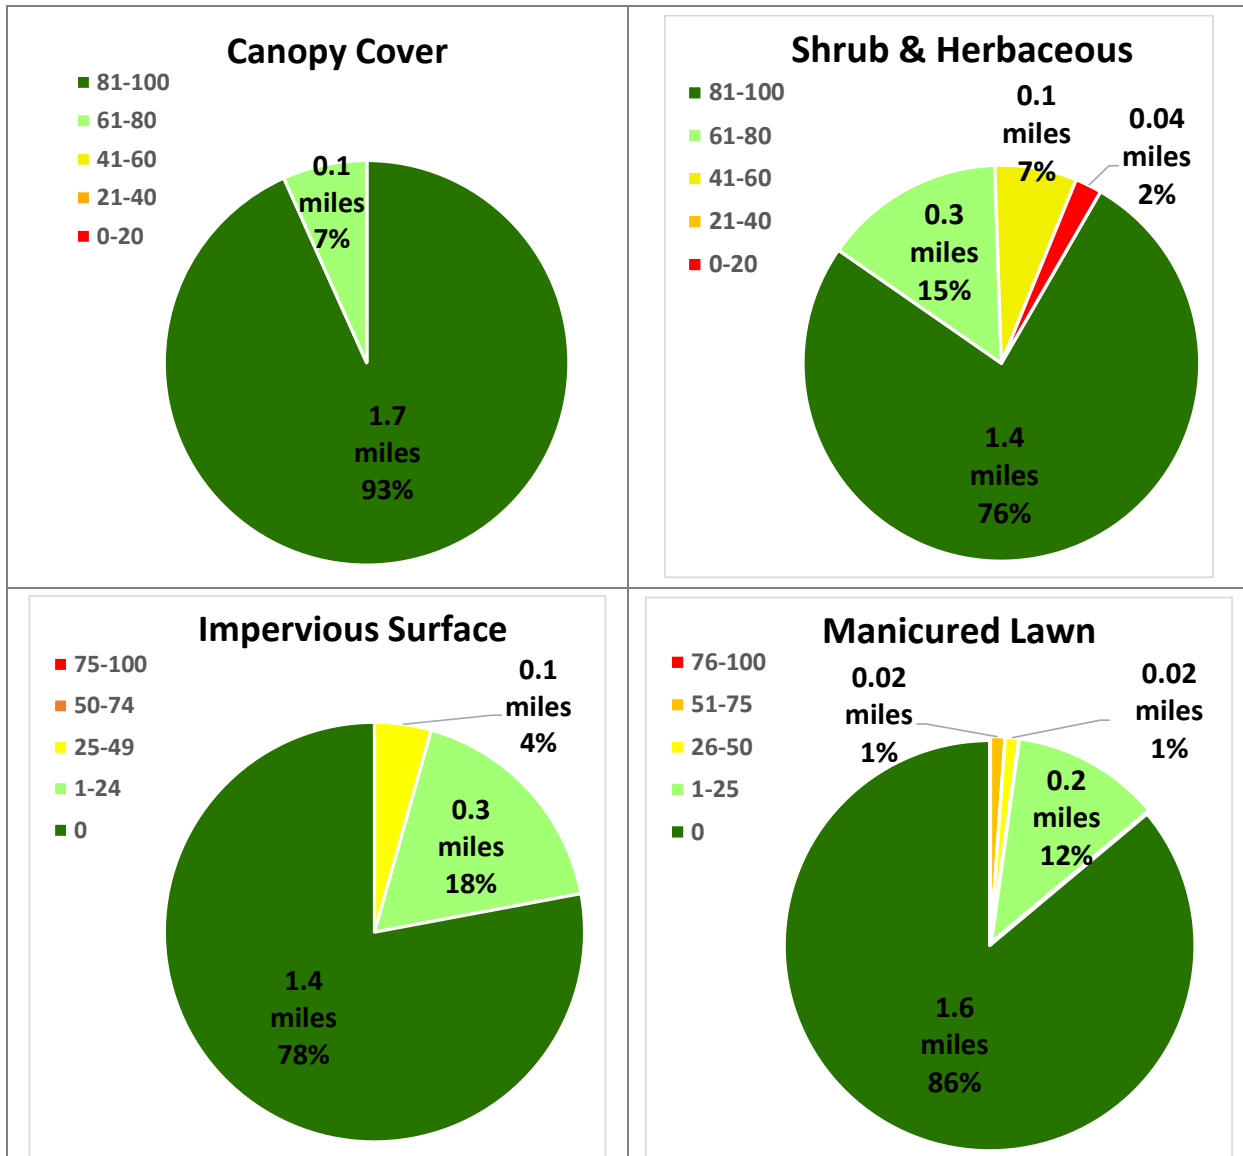 Canopy Cover
81-100
61-80
41-60
21-40
0-20
0.1
miles
7%
1.7
miles
93%
Shrub & Herbaceous
81-100
61-80
41-60
21-40
0-20
0.1
miles
7%
0.04
miles
2%
0.3
miles
15%
1.4
miles
76%
Impervious Surface
75-100
50-74
25-49
1-24
0
0.1
miles
4%
0.3
miles
18%
1.4
miles
78%
Manicured Lawn
76-100
51-75
26-50
1-25
0
0.02
miles
1%
0.02
miles
1%
0.2
miles
12%
1.6
miles
86%